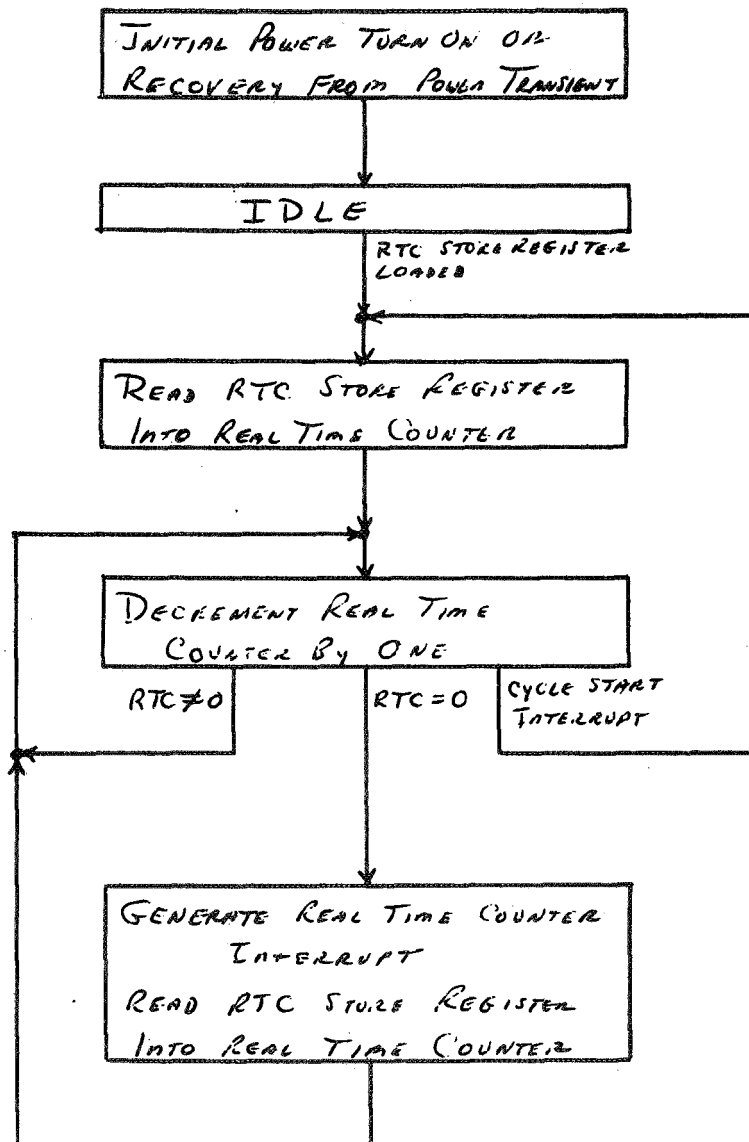 INITIAL POWER TURN ON OR
RECOVERY FROM POWER TRANSIENT
IDLE
RTC STORE REGISTER
LOADED
READ RTC STORE REGISTER
INTO REAL TIME COUNTER
DECREMENT REAL TIME
COUNTER BY ONE
RTC≠0
RTC=0
CYCLE START
INTERRUPT
GENERATE REAL TIME COUNTER
INTERRUPT
READ RTC STORE REGISTER
INTO REAL TIME COUNTER